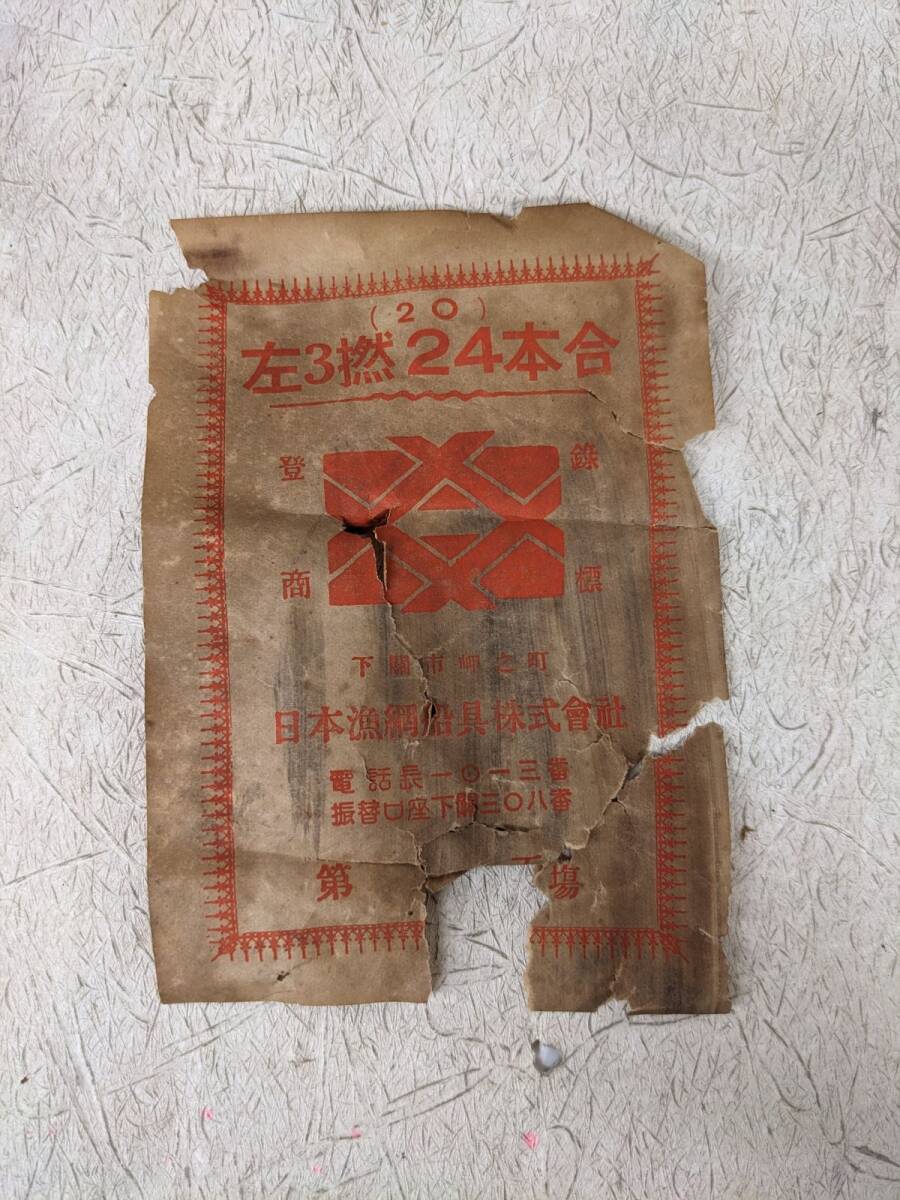 (20)
左3撚 24本合
登 錄
商 標
下關市岬之町
日本漁網船具株式會社
電話長一〇一三番
振替口座下關三〇八番
第 場